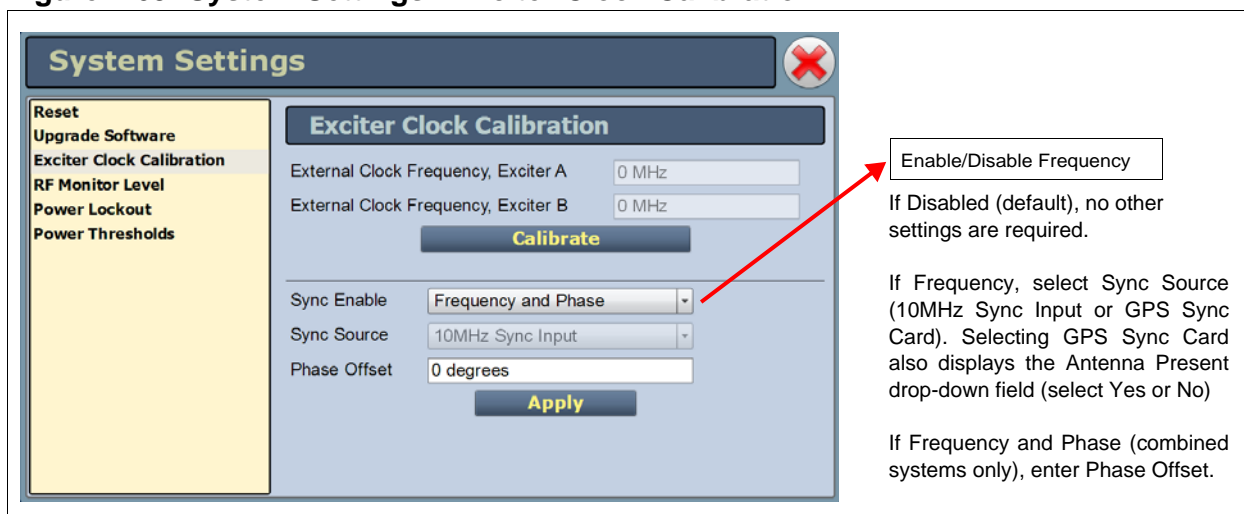 System Settings
Reset
Upgrade Software
Exciter Clock Calibration
RF Monitor Level
Power Lockout
Power Thresholds
Exciter Clock Calibration
External Clock Frequency, Exciter A 0 MHz
External Clock Frequency, Exciter B 0 MHz
Calibrate
Sync Enable Frequency and Phase
Sync Source 10MHz Sync Input
Phase Offset 0 degrees
Apply
Enable/Disable Frequency
If Disabled (default), no other
settings are required.
If Frequency, select Sync Source
(10MHz Sync Input or GPS Sync
Card). Selecting GPS Sync Card
also displays the Antenna Present
drop-down field (select Yes or No)
If Frequency and Phase (combined
systems only), enter Phase Offset.